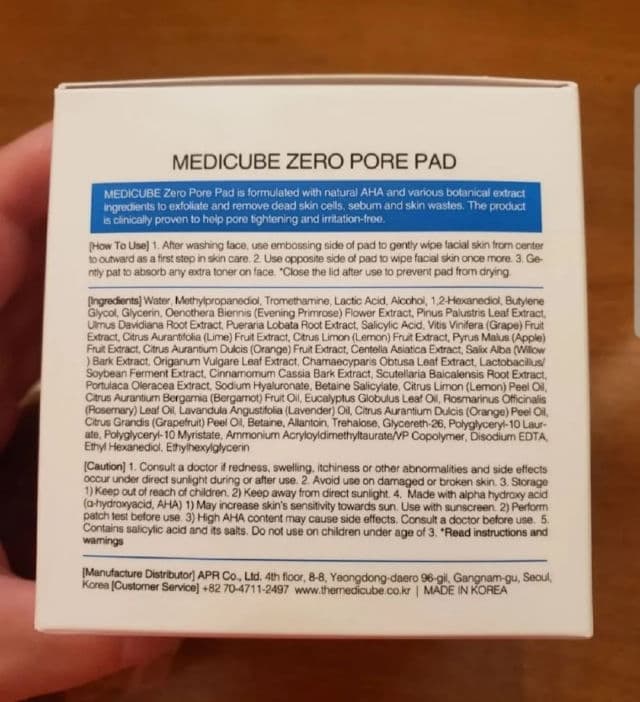 MEDICUBE ZERO PORE PAD
MEDICUBE Zero Pore Pad is formulated with natural AHA and various botanical extract
ingredients to exfoliate and remove dead skin cells, sebum and skin wastes. The product
is clinically proven to help pore tightening and irritation-free.
[How To Use] 1. After washing face, use embossing side of pad to gently wipe facial skin from center
to outward as a first step in skin care. 2. Use opposite side of pad to wipe facial skin once more. 3. Ge-
ntly pat to absorb any extra toner on face. *Close the lid after use to prevent pad from drying.
[Ingredients] Water, Methylpropanediol, Tromethamine, Lactic Acid, Alcohol, 1,2-Hexanediol, Butylene
Glycol, Glycerin, Oenothera Biennis (Evening Primrose) Flower Extract, Pinus Palustris Leaf Extract,
Ulmus Davidiana Root Extract, Pueraria Lobata Root Extract, Salicylic Acid, Vitis Vinifera (Grape) Fruit
Extract, Citrus Aurantifolia (Lime) Fruit Extract, Citrus Limon (Lemon) Fruit Extract, Pyrus Malus (Apple)
Fruit Extract, Citrus Aurantium Dulcis (Orange) Fruit Extract, Centella Asiatica Extract, Salix Alba (Willow
) Bark Extract, Origanum Vulgare Leaf Extract, Chamaecyparis Obtusa Leaf Extract, Lactobacillus/
Soybean Ferment Extract, Cinnamomum Cassia Bark Extract, Scutellaria Baicalensis Root Extract,
Portulaca Oleracea Extract, Sodium Hyaluronate, Betaine Salicylate, Citrus Limon (Lemon) Peel Oil,
Citrus Aurantium Bergamia (Bergamot) Fruit Oil, Eucalyptus Globulus Leaf Oil, Rosmarinus Officinalis
(Rosemary) Leaf Oil, Lavandula Angustifolia (Lavender) Oil, Citrus Aurantium Dulcis (Orange) Peel Oil,
Citrus Grandis (Grapefruit) Peel Oil, Betaine, Allantoin, Trehalose, Glycereth-26, Polyglyceryl-10 Laur-
ate, Polyglyceryl-10 Myristate, Ammonium Acryloyldimethyltaurate/VP Copolymer, Disodium EDTA,
Ethyl Hexanediol, Ethylhexylglycerin
[Caution] 1. Consult a doctor if redness, swelling, itchiness or other abnormalities and side effects
occur under direct sunlight during or after use. 2. Avoid use on damaged or broken skin. 3. Storage
1) Keep out of reach of children. 2) Keep away from direct sunlight. 4. Made with alpha hydroxy acid
(α-hydroxyacid, AHA) 1) May increase skin's sensitivity towards sun. Use with sunscreen. 2) Perform
patch test before use. 3) High AHA content may cause side effects. Consult a doctor before use. 5.
Contains salicylic acid and its salts. Do not use on children under age of 3. *Read instructions and
warnings
[Manufacture Distributor] APR Co., Ltd. 4th floor, 8-8, Yeongdong-daero 96-gil, Gangnam-gu, Seoul,
Korea [Customer Service] +82 70-4711-2497 www.themedicube.co.kr | MADE IN KOREA